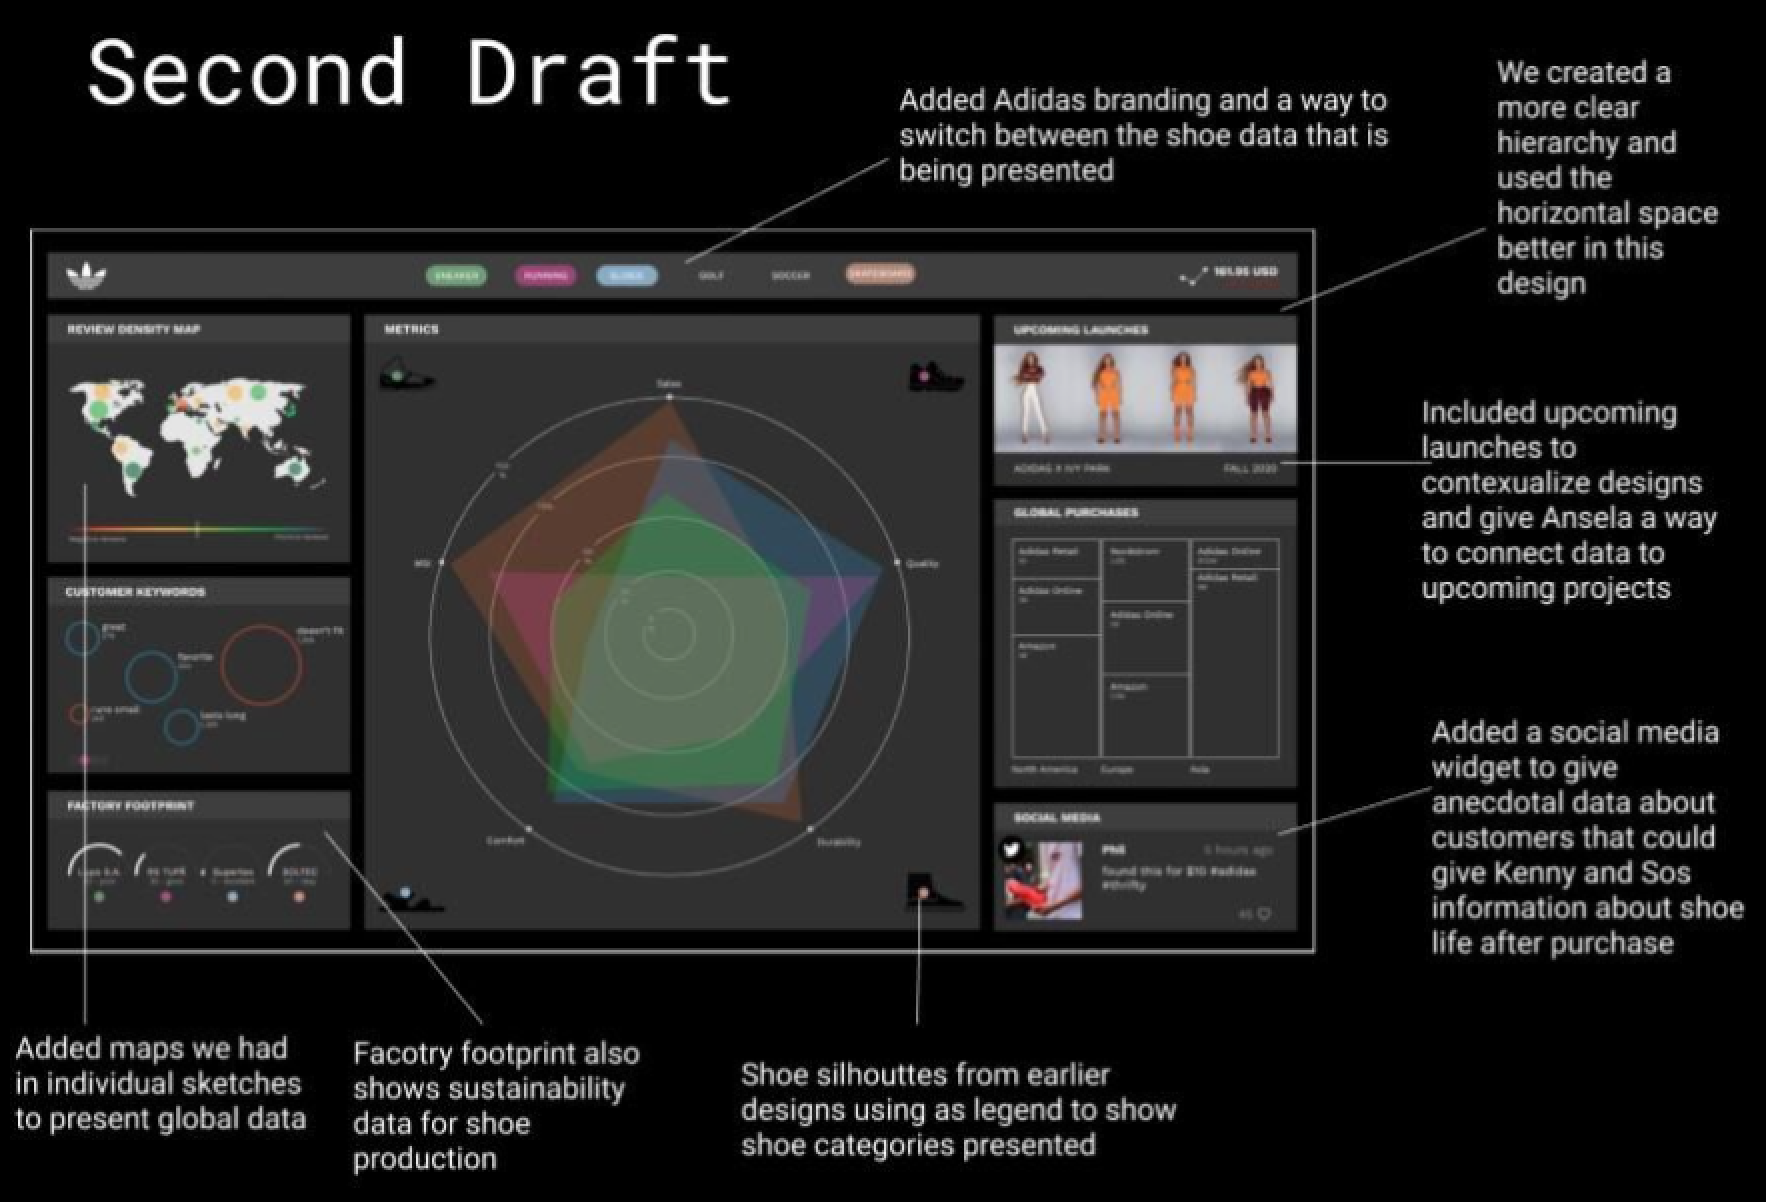 Second Draft
Added Adidas branding and a way to
switch between the shoe data that is
being presented
We created a
more clear
hierarchy and
used the
horizontal space
better in this
design
SNEAKER
RUNNING
SLIDES
GOLF
SOCCER
SKATEBOARD
161.95 USD
REVIEW DENSITY MAP
METRICS
Sales
Quality
Durability
Comfort
UPCOMING LAUNCHES
ADIDAS X IVY PARK
FALL 2020
Included upcoming
launches to
contexualize designs
and give Ansela a way
to connect data to
upcoming projects
CUSTOMER KEYWORDS
great
favorite
doesn't fit
runs small
lasts long
GLOBAL PURCHASES
Adidas Retail
Adidas Online
Amazon
Nordstrom
Adidas Online
Amazon
Adidas Online
Adidas Retail
North America
Europe
Asia
FACTORY FOOTPRINT
SOCIAL MEDIA
6 hours ago
found this for $10 #adidas
#thrifty
Added a social media
widget to give
anecdotal data about
customers that could
give Kenny and Sos
information about shoe
life after purchase
Added maps we had
in individual sketches
to present global data
Facotry footprint also
shows sustainability
data for shoe
production
Shoe silhouttes from earlier
designs using as legend to show
shoe categories presented